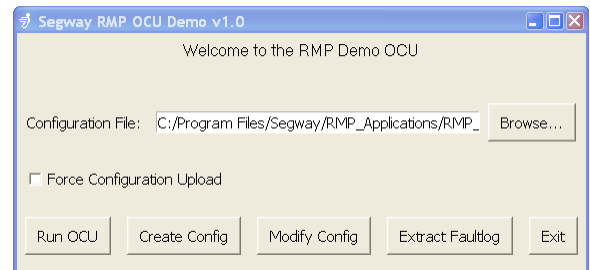 Segway RMP OCU Demo v1.0
Welcome to the RMP Demo OCU
Configuration File: C:/Program Files/Segway/RMP_Applications/RMP_ Browse...
Force Configuration Upload
Run OCU Create Config Modify Config Extract Faultlog Exit